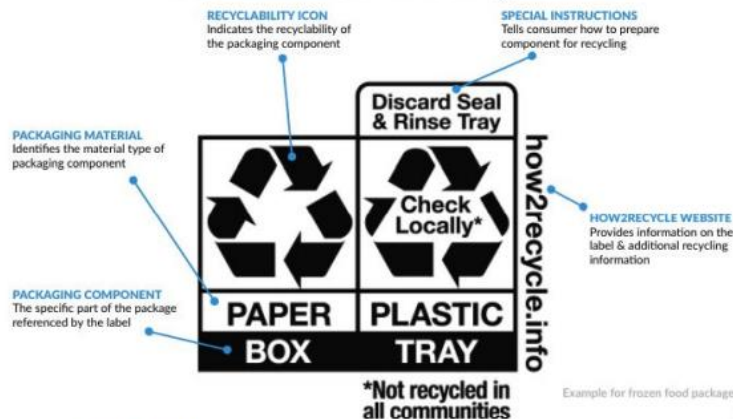 RECYCLABILITY ICON
Indicates the recyclability of
the packaging component
SPECIAL INSTRUCTIONS
Tells consumer how to prepare
component for recycling
Discard Seal
& Rinse Tray
PACKAGING MATERIAL
Identifies the material type of
packaging component
Check
Locally*
how2recycle.info
HOW2RECYCLE WEBSITE
Provides information on the
label & additional recycling
information
PACKAGING COMPONENT
The specific part of the package
referenced by the label
PAPER
PLASTIC
BOX
TRAY
*Not recycled in
all communities
Example for frozen food package